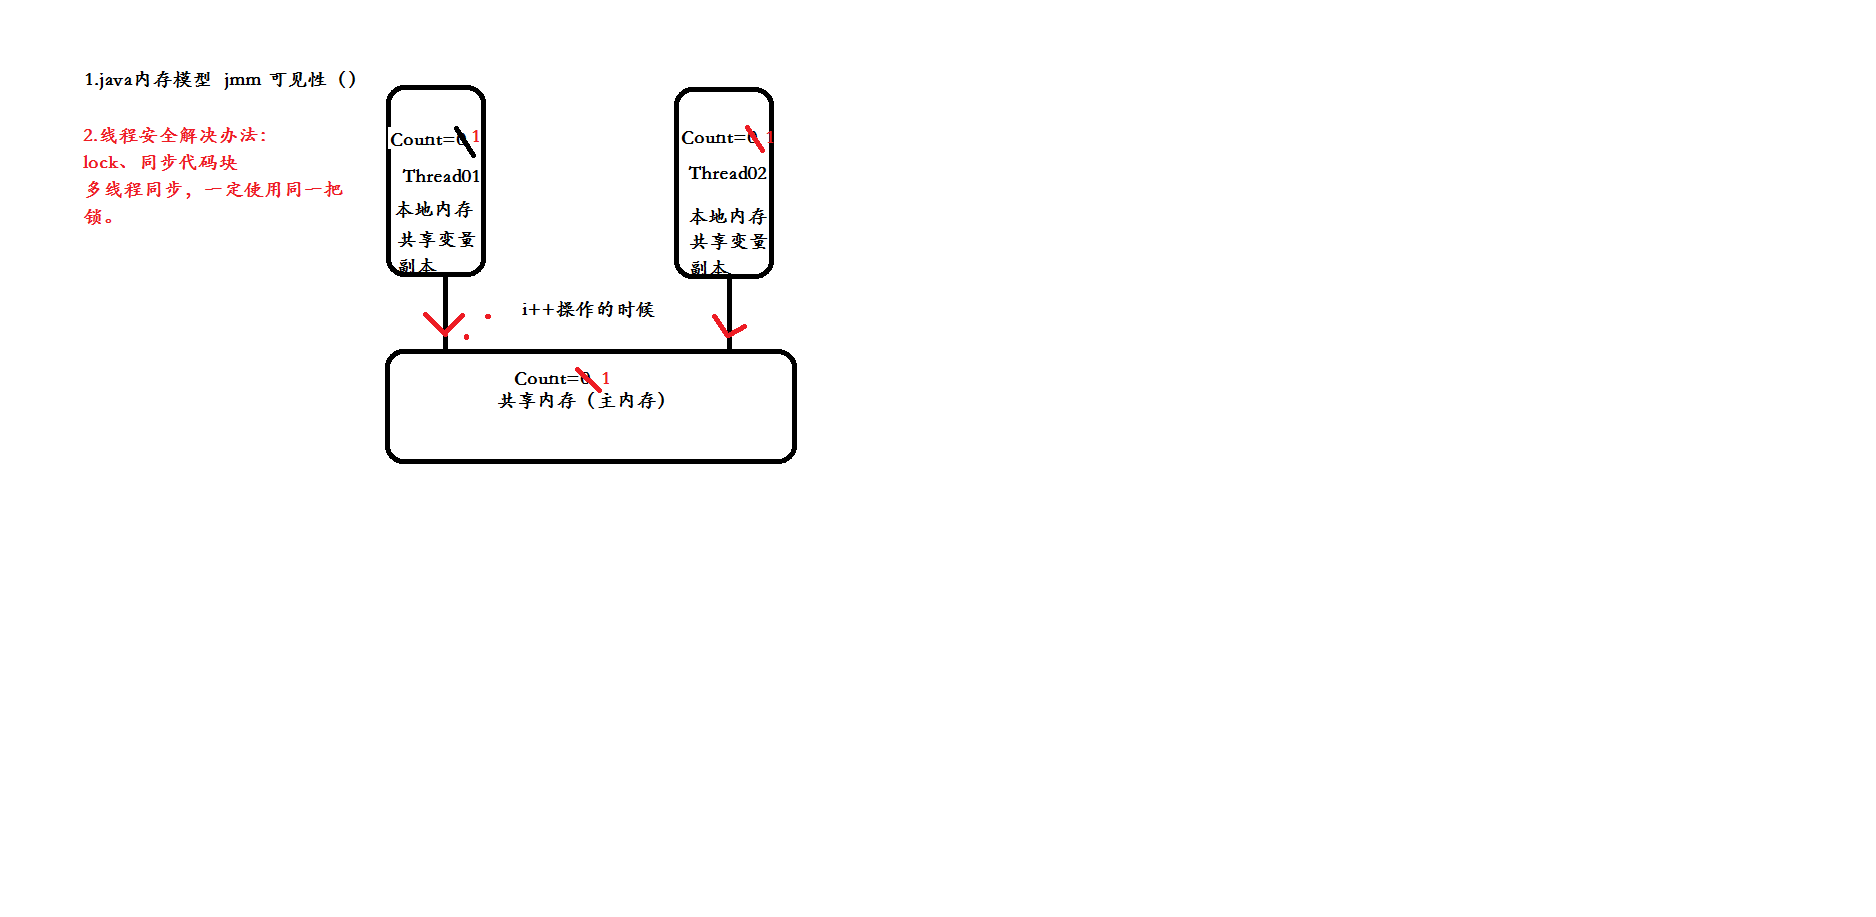 1.java内存模型 jmm 可见性（）
2.线程安全解决办法：
lock、同步代码块
多线程同步，一定使用同一把
锁。
Count=0 1
Thread01
本地内存
共享变量
副本
Count=0 1
Thread02
本地内存
共享变量
副本
i++操作的时候
Count=0 1
共享内存（主内存）